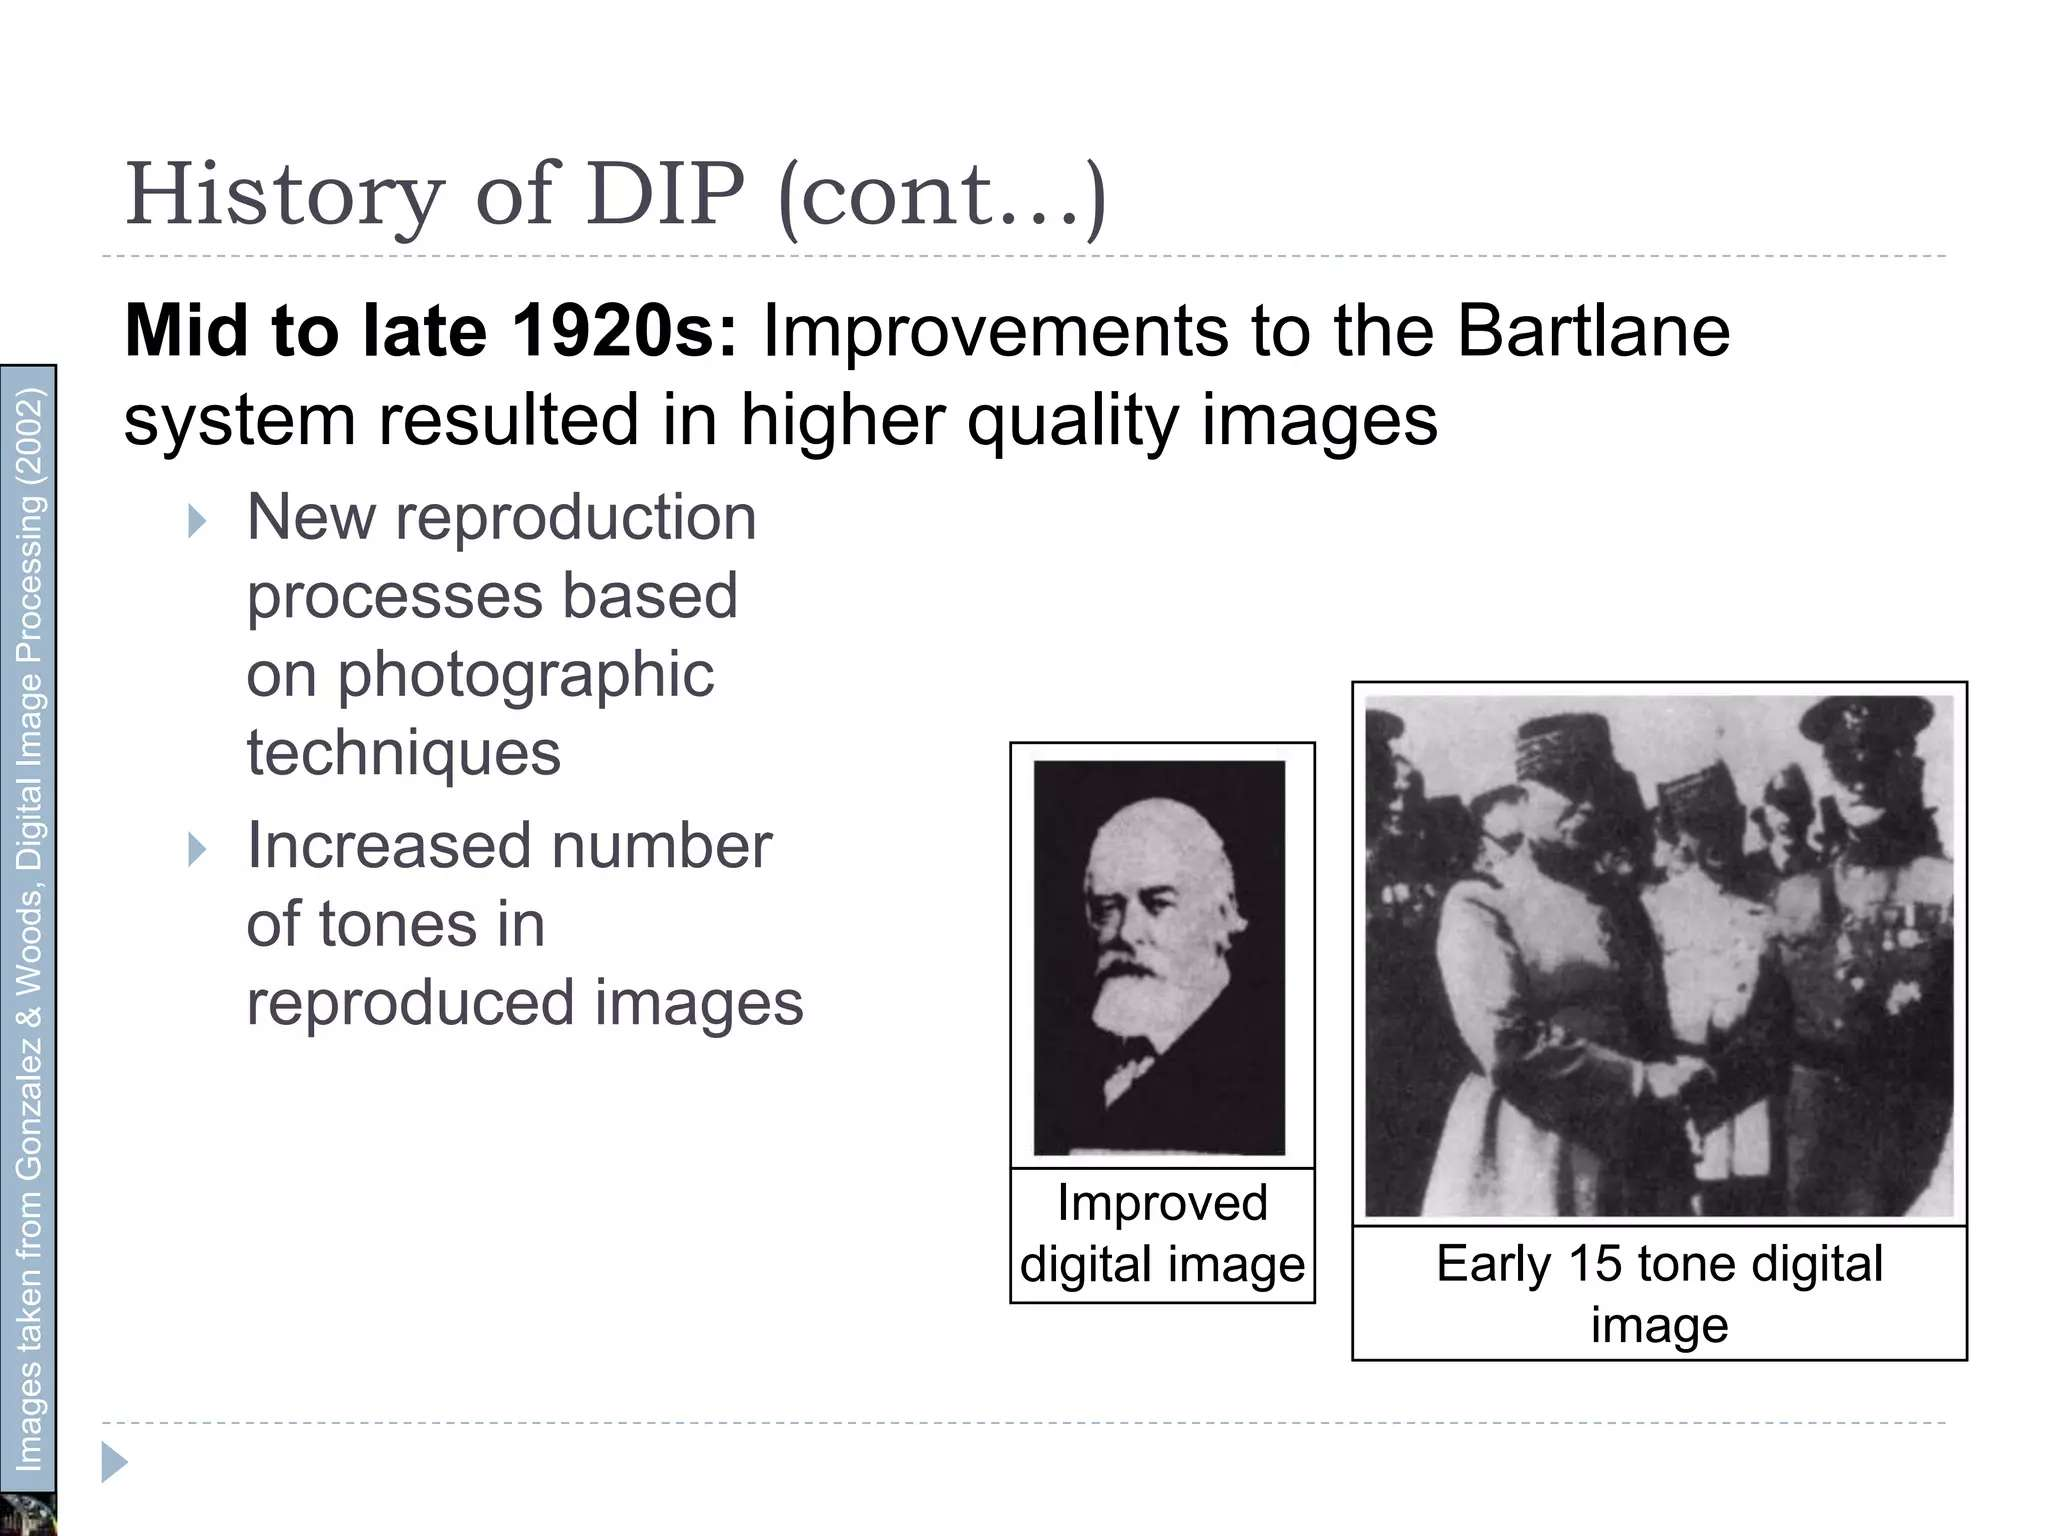 History of DIP (cont…)
Mid to late 1920s: Improvements to the Bartlane
system resulted in higher quality images
New reproduction
processes based
on photographic
techniques
Increased number
of tones in
reproduced images
Improved
digital image
Early 15 tone digital
image
Images taken from Gonzalez & Woods, Digital Image Processing (2002)